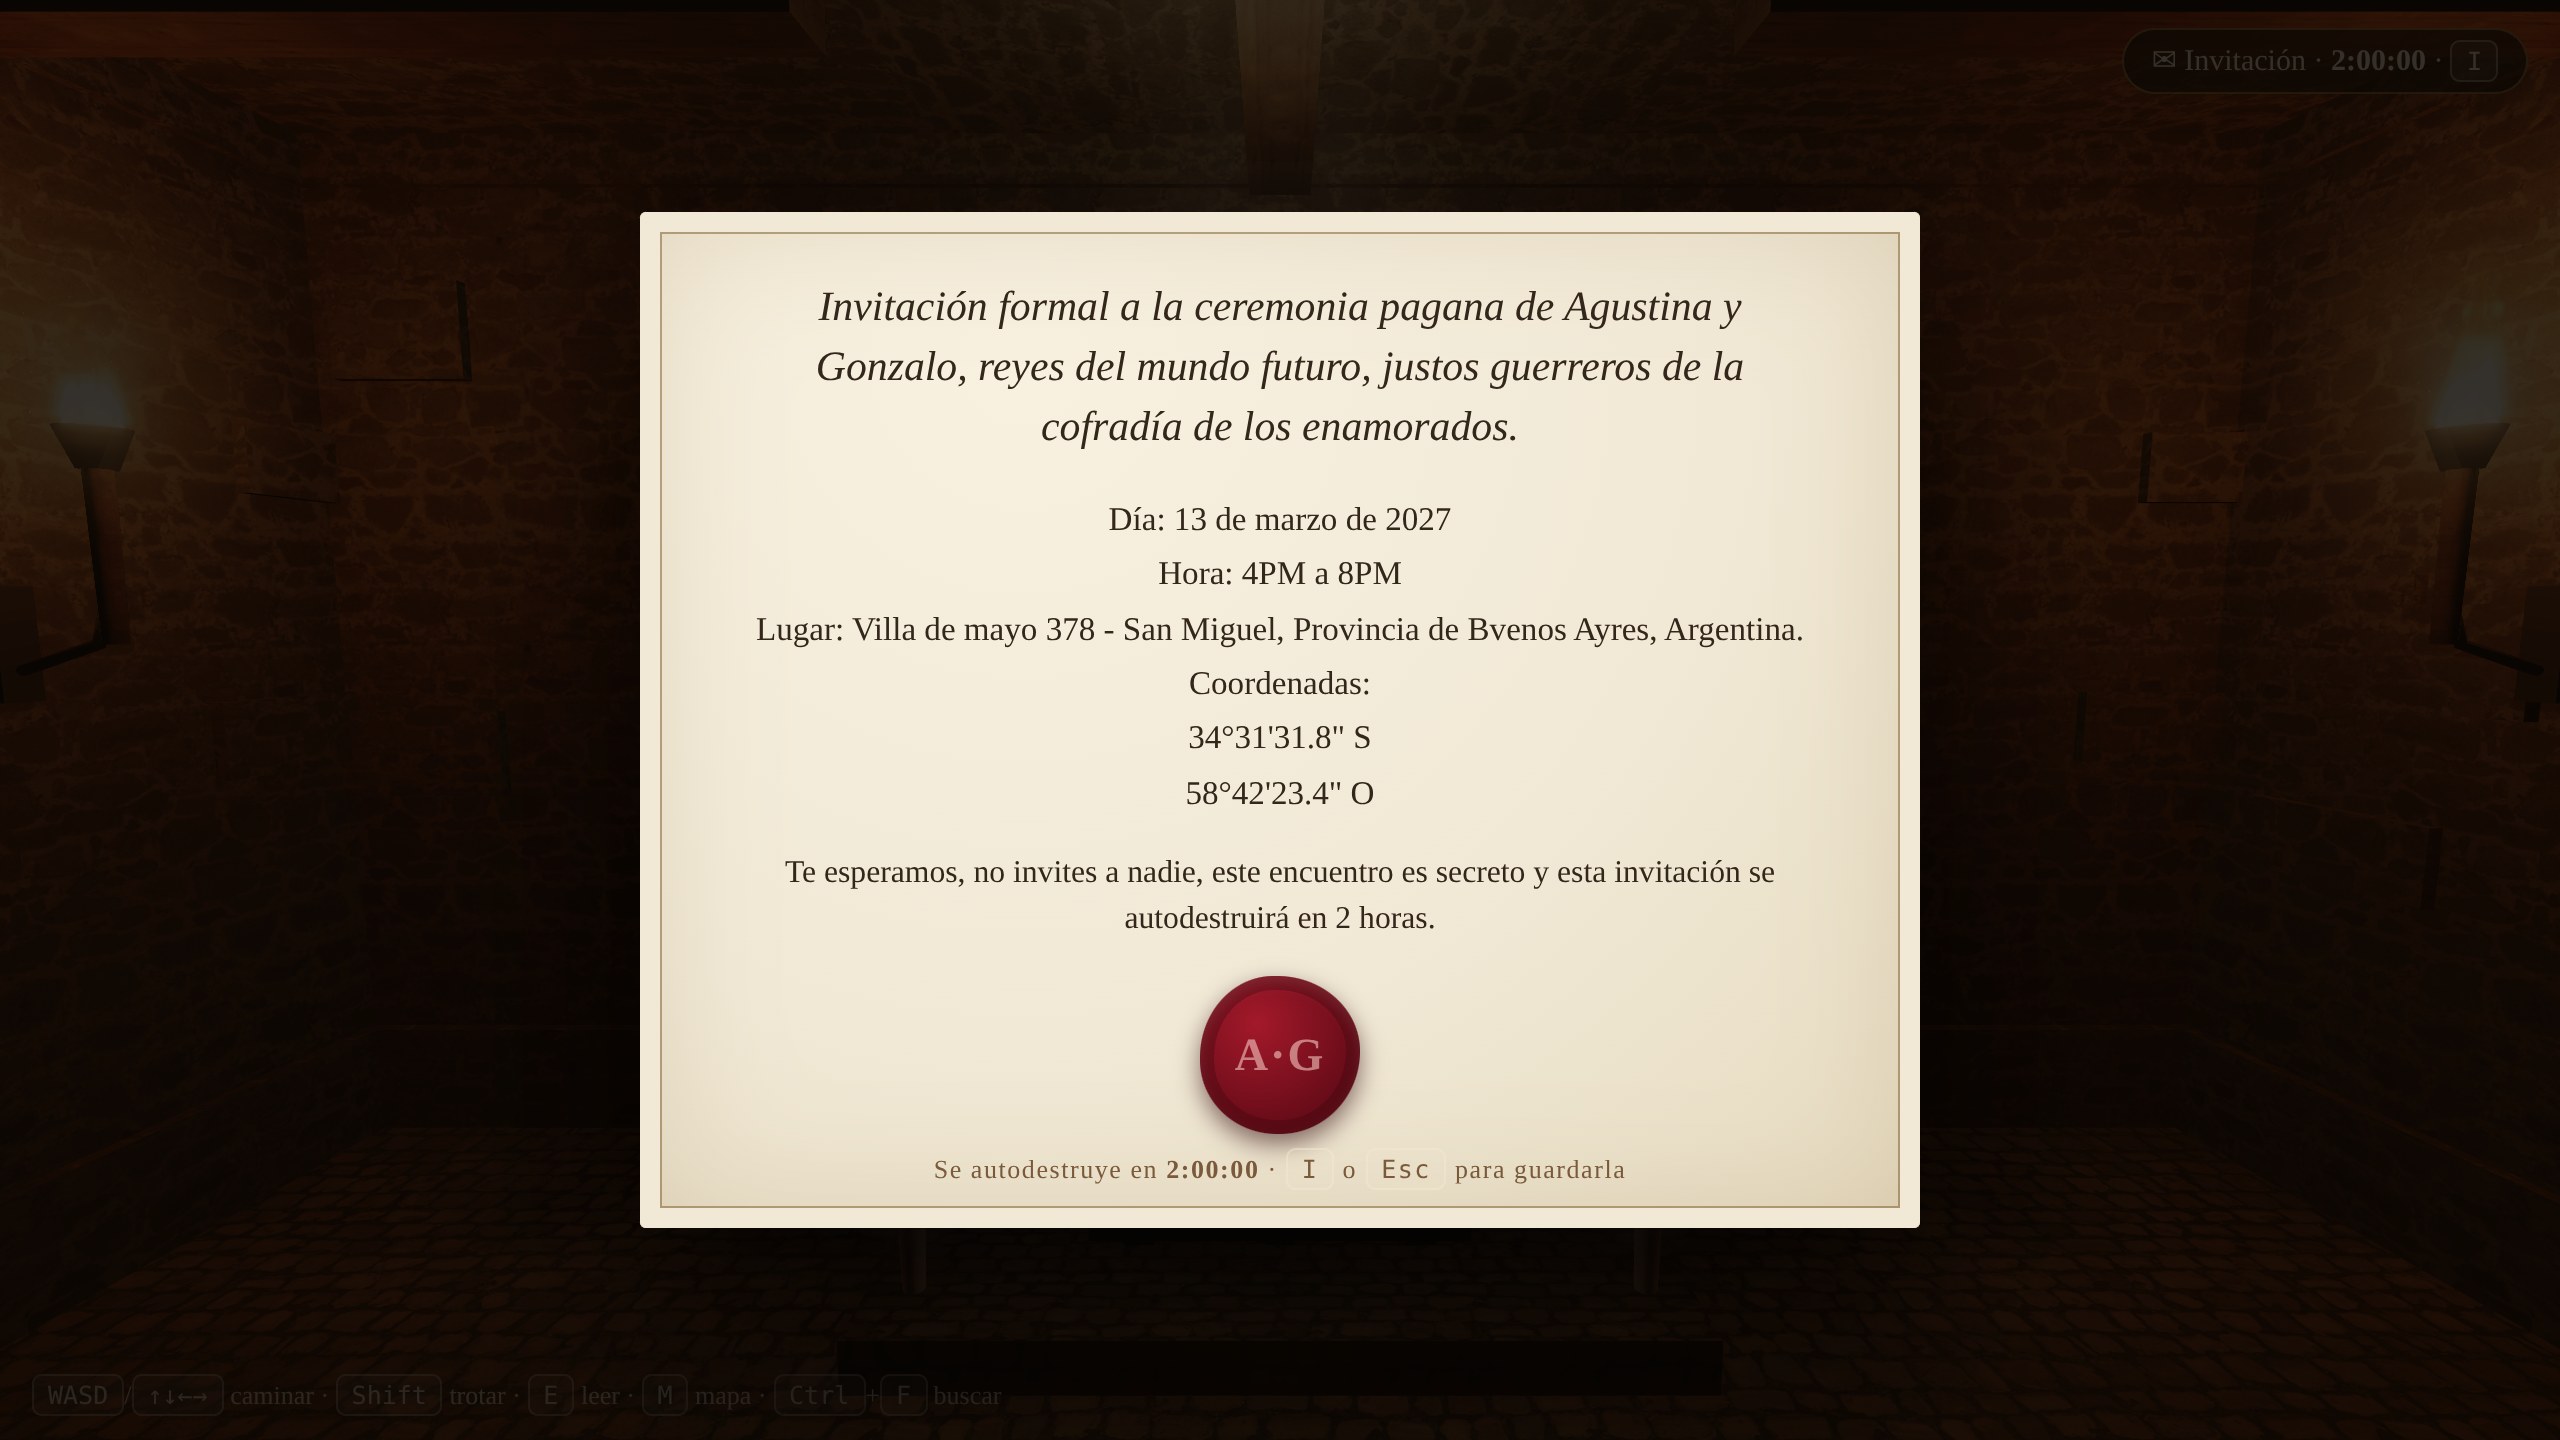 ✉ Invitación · 2:00:00 · I
Invitación formal a la ceremonia pagana de Agustina y
Gonzalo, reyes del mundo futuro, justos guerreros de la
cofradía de los enamorados.
Día: 13 de marzo de 2027
Hora: 4PM a 8PM
Lugar: Villa de mayo 378 - San Miguel, Provincia de Bvenos Ayres, Argentina.
Coordenadas:
34°31'31.8" S
58°42'23.4" O
Te esperamos, no invites a nadie, este encuentro es secreto y esta invitación se
autodestruirá en 2 horas.
A·G
Se autodestruye en 2:00:00 · I o Esc para guardarla
WASD/↑↓←→ caminar · Shift trotar · E leer · M mapa · Ctrl+F buscar